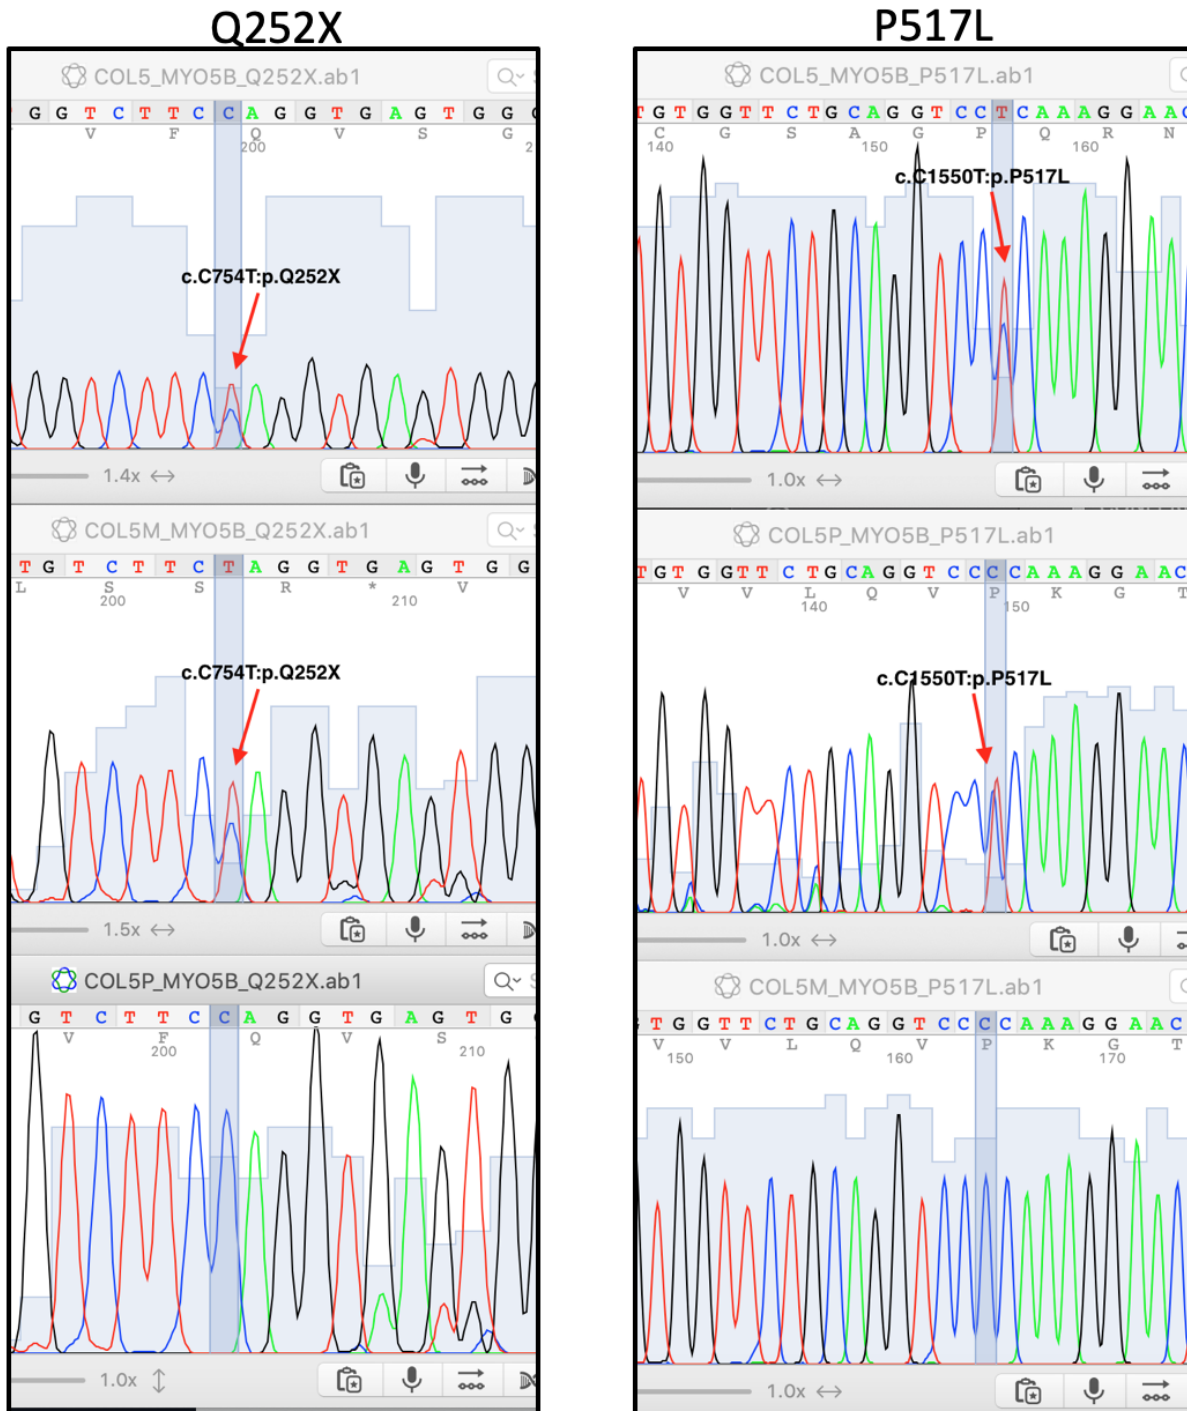 Q252X
COL5_MYO5B_Q252X.ab1
G G T C T T C C A G G T G A G T G G
V F Q V S G
200
c.C754T:p.Q252X
1.4x
COL5M_MYO5B_Q252X.ab1
T G T C T T C T A G G T G A G T G G
L S S R * V
200 210
c.C754T:p.Q252X
1.5x
COL5P_MYO5B_Q252X.ab1
G T C T T C C A G G T G A G T G
V F Q V S
200 210
1.0x
P517L
COL5_MYO5B_P517L.ab1
T G T G G T T C T G C A G G T C C T C A A A G G A A C
C G S A G P Q R N
140 150 160
c.C1550T:p.P517L
1.0x
COL5P_MYO5B_P517L.ab1
T G T G G T T C T G C A G G T C C C C A A A G G A A C
V V L Q V P K G T
140 150
c.C1550T:p.P517L
1.0x
COL5M_MYO5B_P517L.ab1
T G G T T C T G C A G G T C C C C A A A G G A A C
V V L Q V P K G T
150 160 170
1.0x